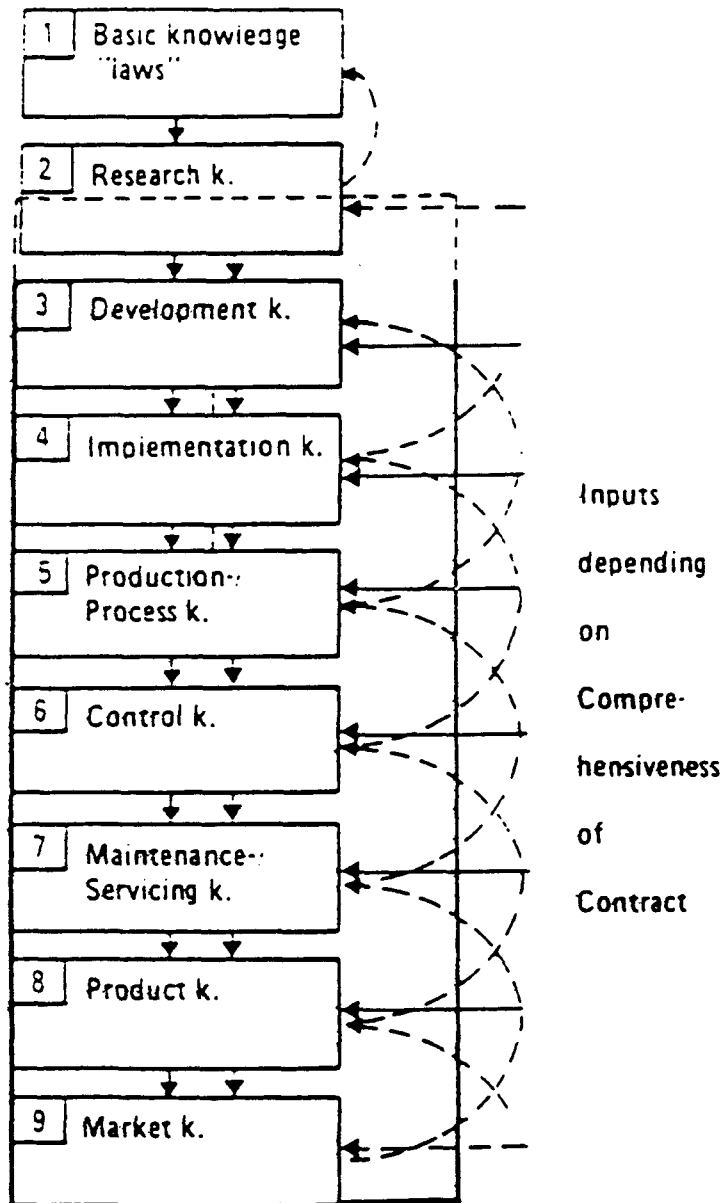 1 Basic knowledge
"laws"
2 Research k.
3 Development k.
4 Implementation k.
5 Production-
Process k.
6 Control k.
7 Maintenance-
Servicing k.
8 Product k.
9 Market k.
Inputs
depending
on
Compre-
hensiveness
of
Contract